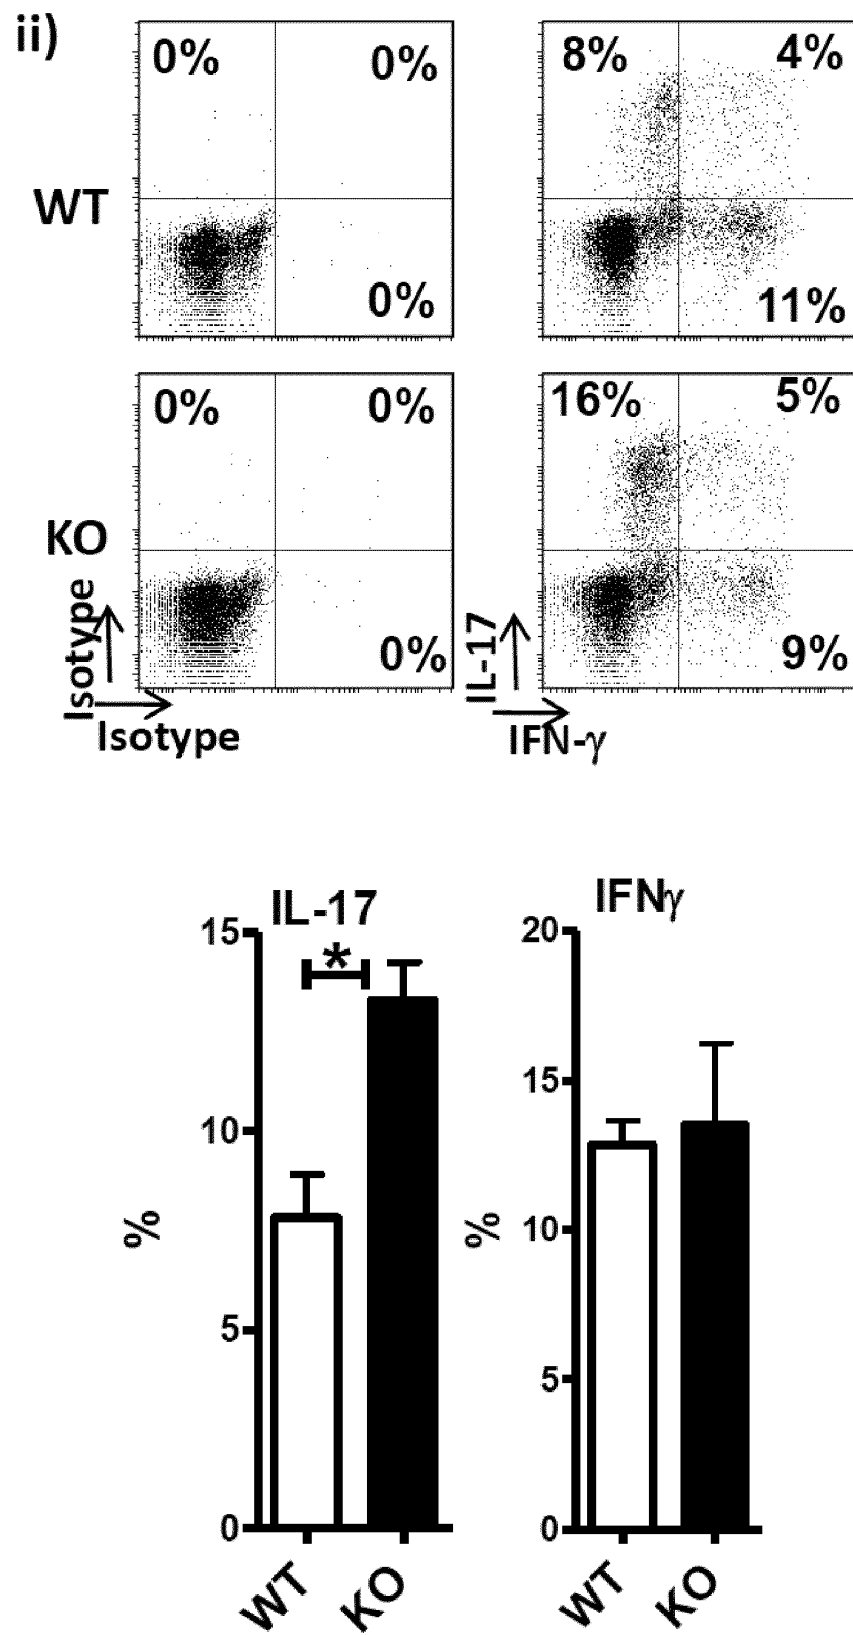 ii)
0% 0% 8% 4%
WT
0% 11%
0% 0% 16% 5%
KO
0% 9%
Isotype IL-17
Isotype IFN-γ
IL-17 IFNγ
15 20
15
10
% % 10
5 5
0 0
WT KO WT KO
*